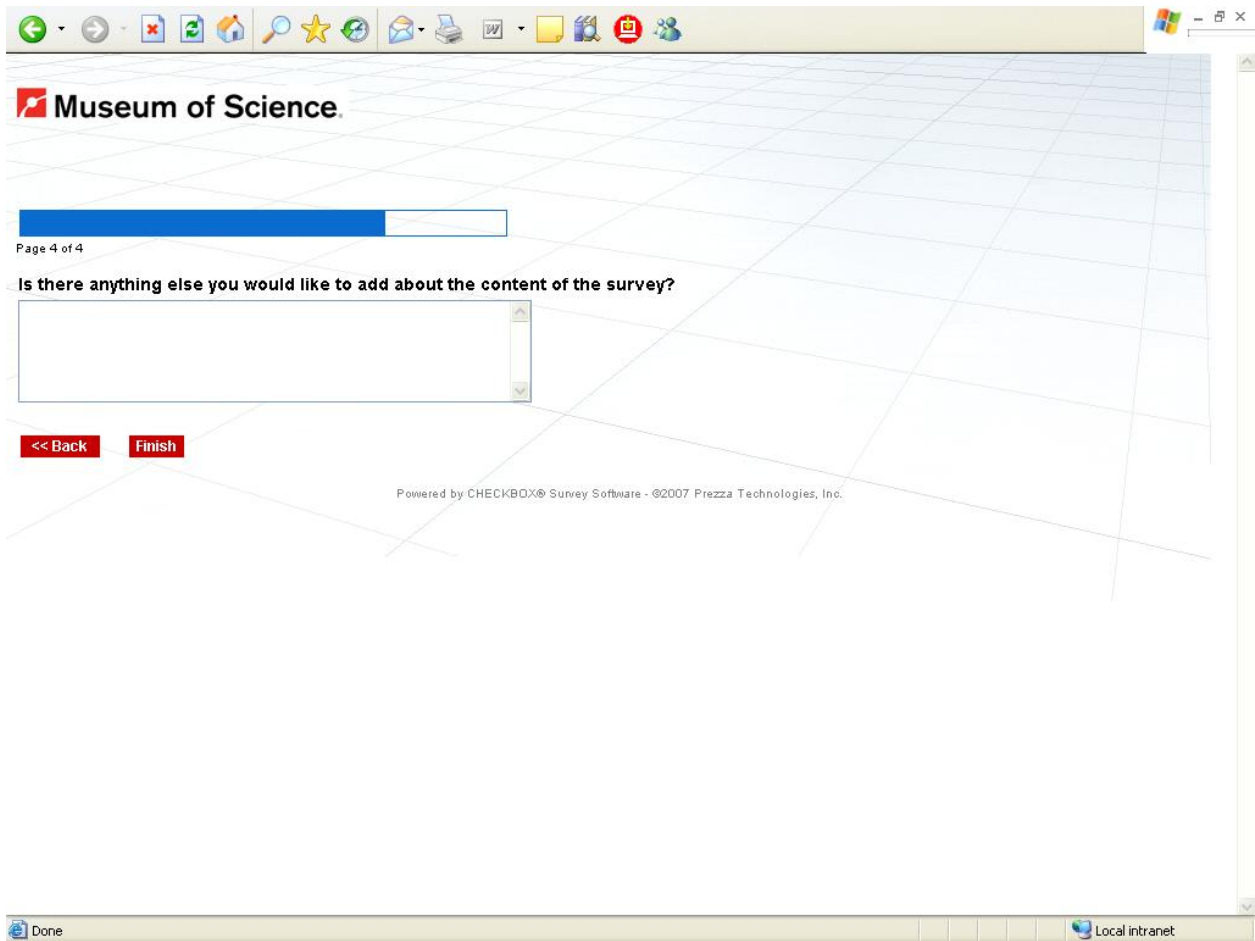 W
Museum of Science.
Page 4 of 4
Is there anything else you would like to add about the content of the survey?
<< Back Finish
Powered by CHECKBOX® Survey Software - ©2007 Prezza Technologies, Inc.
Done Local intranet